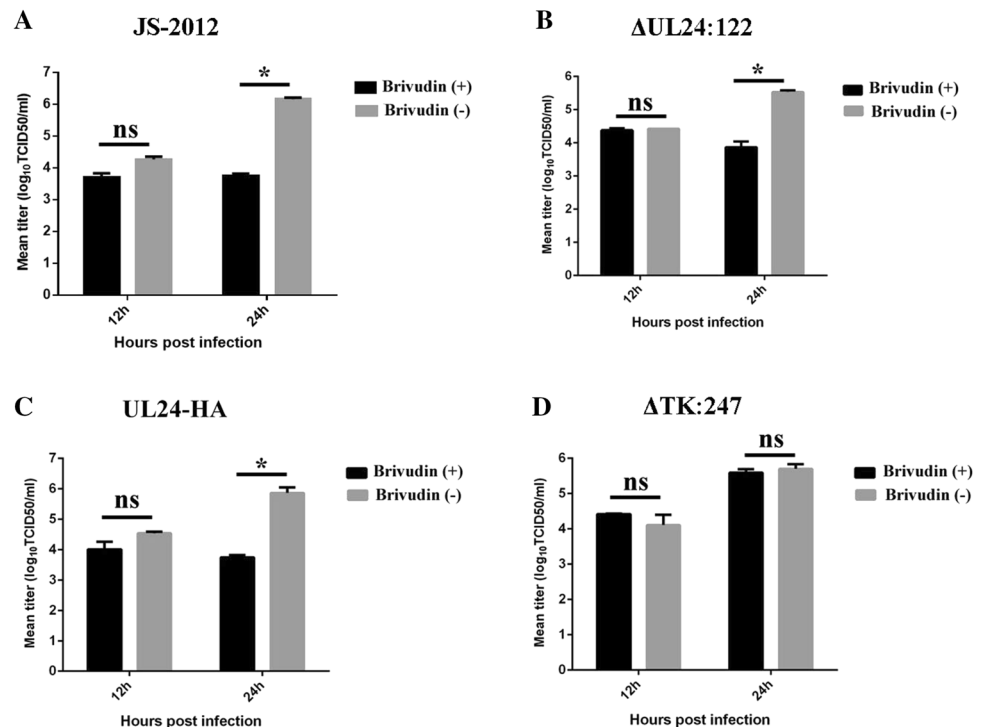 A
JS-2012
Mean titer (log10TCID50/ml)
7
6
5
4
3
2
1
0
ns
*
12h
24h
Hours post infection
Brivudin (+)
Brivudin (-)
B
ΔUL24:122
Mean titer (log10TCID50/ml)
6
5
4
3
2
1
0
ns
*
12h
24h
Hours post infection
Brivudin (+)
Brivudin (-)
C
UL24-HA
Mean titer (log10TCID50/ml)
7
6
5
4
3
2
1
0
ns
*
12h
24h
Hours post infection
Brivudin (+)
Brivudin (-)
D
ΔTK:247
Mean titer (log10TCID50/ml)
6
5
4
3
2
1
0
ns
ns
12h
24h
Hours post infection
Brivudin (+)
Brivudin (-)